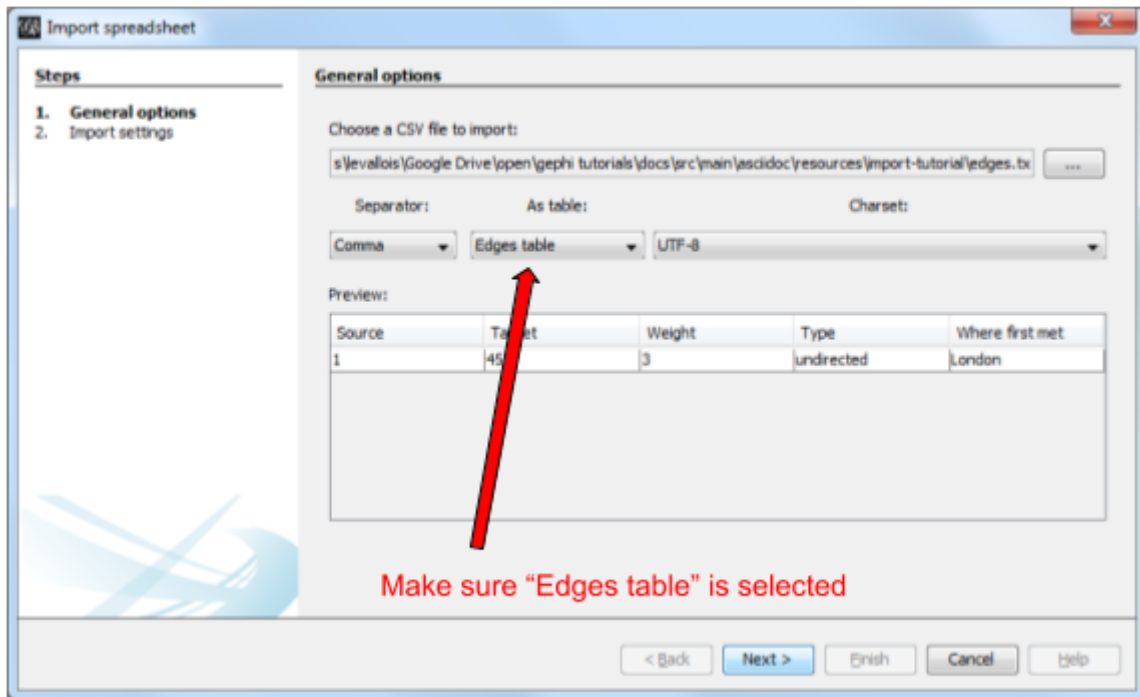 Import spreadsheet
Steps
1. General options
2. Import settings
General options
Choose a CSV file to import:
s\levallois\Google Drive\open\gephi tutorials\docs\src\main\asciidoc\resources\import-tutorial\edges.tx
...
Separator: As table: Charset:
Comma Edges table UTF-8
Preview:
Source Target Weight Type Where first met
1 45 3 undirected London
Make sure “Edges table” is selected
< Back Next > Finish Cancel Help